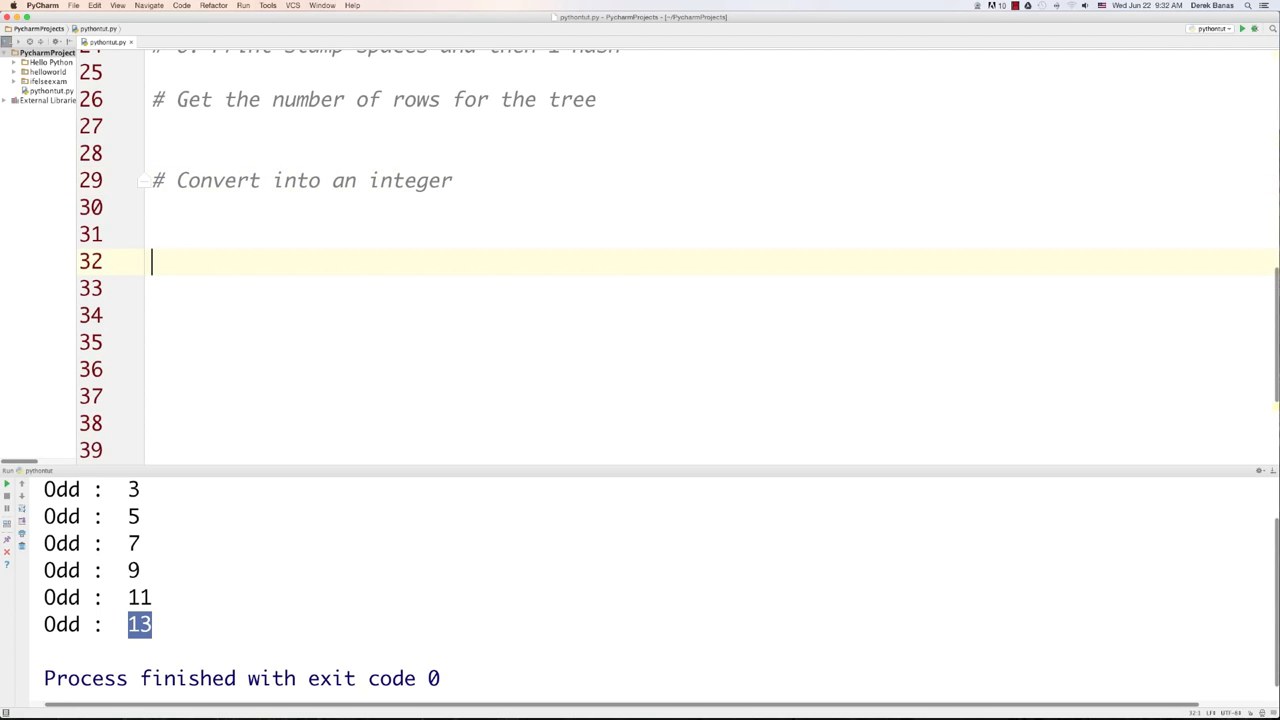 PyCharm File Edit View Navigate Code Refactor Run Tools VCS Window Help
10 Wed Jun 22 9:32 AM Derek Banas
pythontut.py - PycharmProjects - [~/PycharmProjects]
PycharmProjects pythontut.py
pythontut
pythontut.py
PycharmProject
Hello Python
helloworld
ifelseexam
pythontut.py
External Librarie
24 # 6. Print stump spaces and then 1 hash
25
26 # Get the number of rows for the tree
27
28
29 # Convert into an integer
30
31
32
33
34
35
36
37
38
39
Run pythontut
Odd : 3
Odd : 5
Odd : 7
Odd : 9
Odd : 11
Odd : 13
Process finished with exit code 0
32:1 LF UTF-8